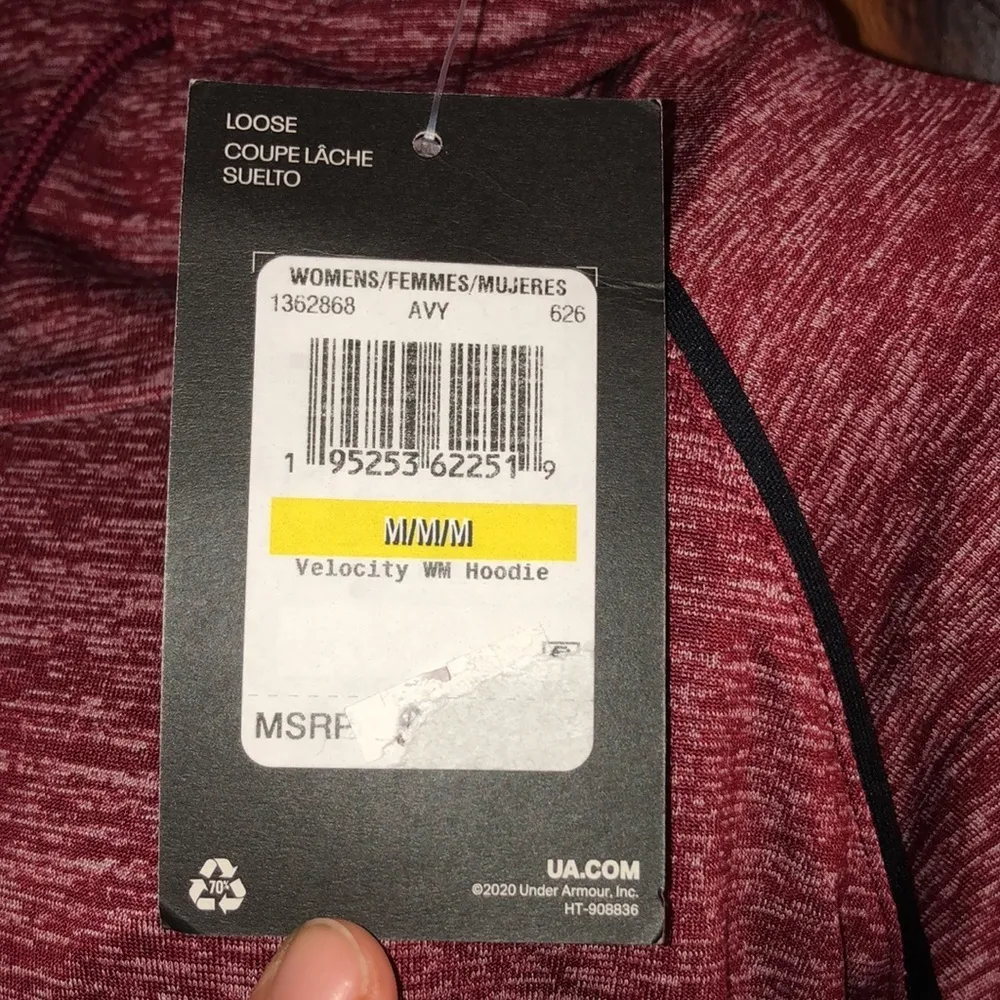 LOOSE
COUPE LÂCHE
SUELTO
WOMENS/FEMMES/MUJERES
1362868 AVY 626
1 95253 62251 9
M/M/M
Velocity WM Hoodie
MSRP
70%
UA.COM
©2020 Under Armour, Inc.
HT-908836